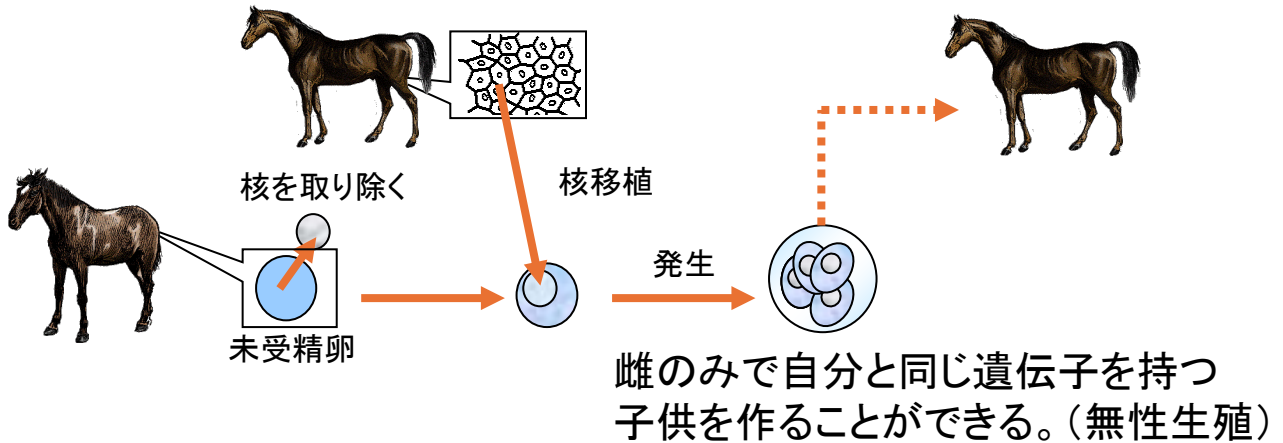 核を取り除く
核移植
発生
未受精卵
雌のみで自分と同じ遺伝子を持つ
子供を作ることができる。（無性生殖）